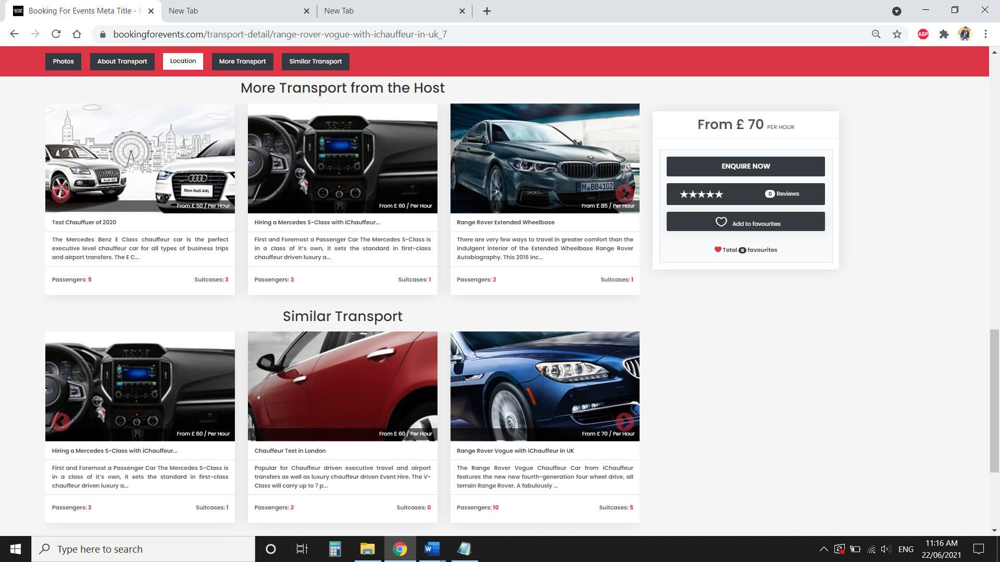 Booking For Events Meta Title - R
New Tab
New Tab
bookingforevents.com/transport-detail/range-rover-vogue-with-ichauffeur-in-uk_7
ABP
Photos
About Transport
Location
More Transport
Similar Transport
More Transport from the Host
Audi Q5
New Audi A4L
From £ 50 / Per Hour
Test Chauffuer of 2020
The Mercedes Benz E Class chauffeur car is the perfect
executive level chauffeur car for all types of business trips
and airport transfers. The E C...
Passengers: 5
Suitcases: 3
From £ 60 / Per Hour
Hiring a Mercedes S-Class with iChauffeur...
First and Foremost a Passenger Car The Mercedes S-Class is
in a class of it's own, it sets the standard in first-class
chauffeur driven luxury a...
Passengers: 3
Suitcases: 1
M BB4102
From £ 85 / Per Hour
Range Rover Extended Wheelbase
There are very few ways to travel in greater comfort than the
indulgent interior of the Extended Wheelbase Range Rover
Autobiography. This 2016 inc...
Passengers: 2
Suitcases: 1
From £ 70 PER HOUR
ENQUIRE NOW
0 Reviews
Add to favourites
Total 0 favourites
Similar Transport
From £ 60 / Per Hour
Hiring a Mercedes S-Class with iChauffeur...
First and Foremost a Passenger Car The Mercedes S-Class is
in a class of it's own, it sets the standard in first-class
chauffeur driven luxury a...
Passengers: 3
Suitcases: 1
From £ 60 / Per Hour
Chauffeur Test in London
Popular for Chauffeur driven executive travel and airport
transfers as well as luxury chauffeur driven Event Hire. The V-
Class will carry up to 7 p...
Passengers: 2
Suitcases: 0
From £ 70 / Per Hour
Range Rover Vogue with iChauffeur in UK
The Range Rover Vogue Chauffeur Car from iChauffeur
features the new new fourth-generation four wheel drive, all
terrain Range Rover. A fabulously ...
Passengers: 10
Suitcases: 5
Type here to search
W
ENG
11:16 AM
22/06/2021